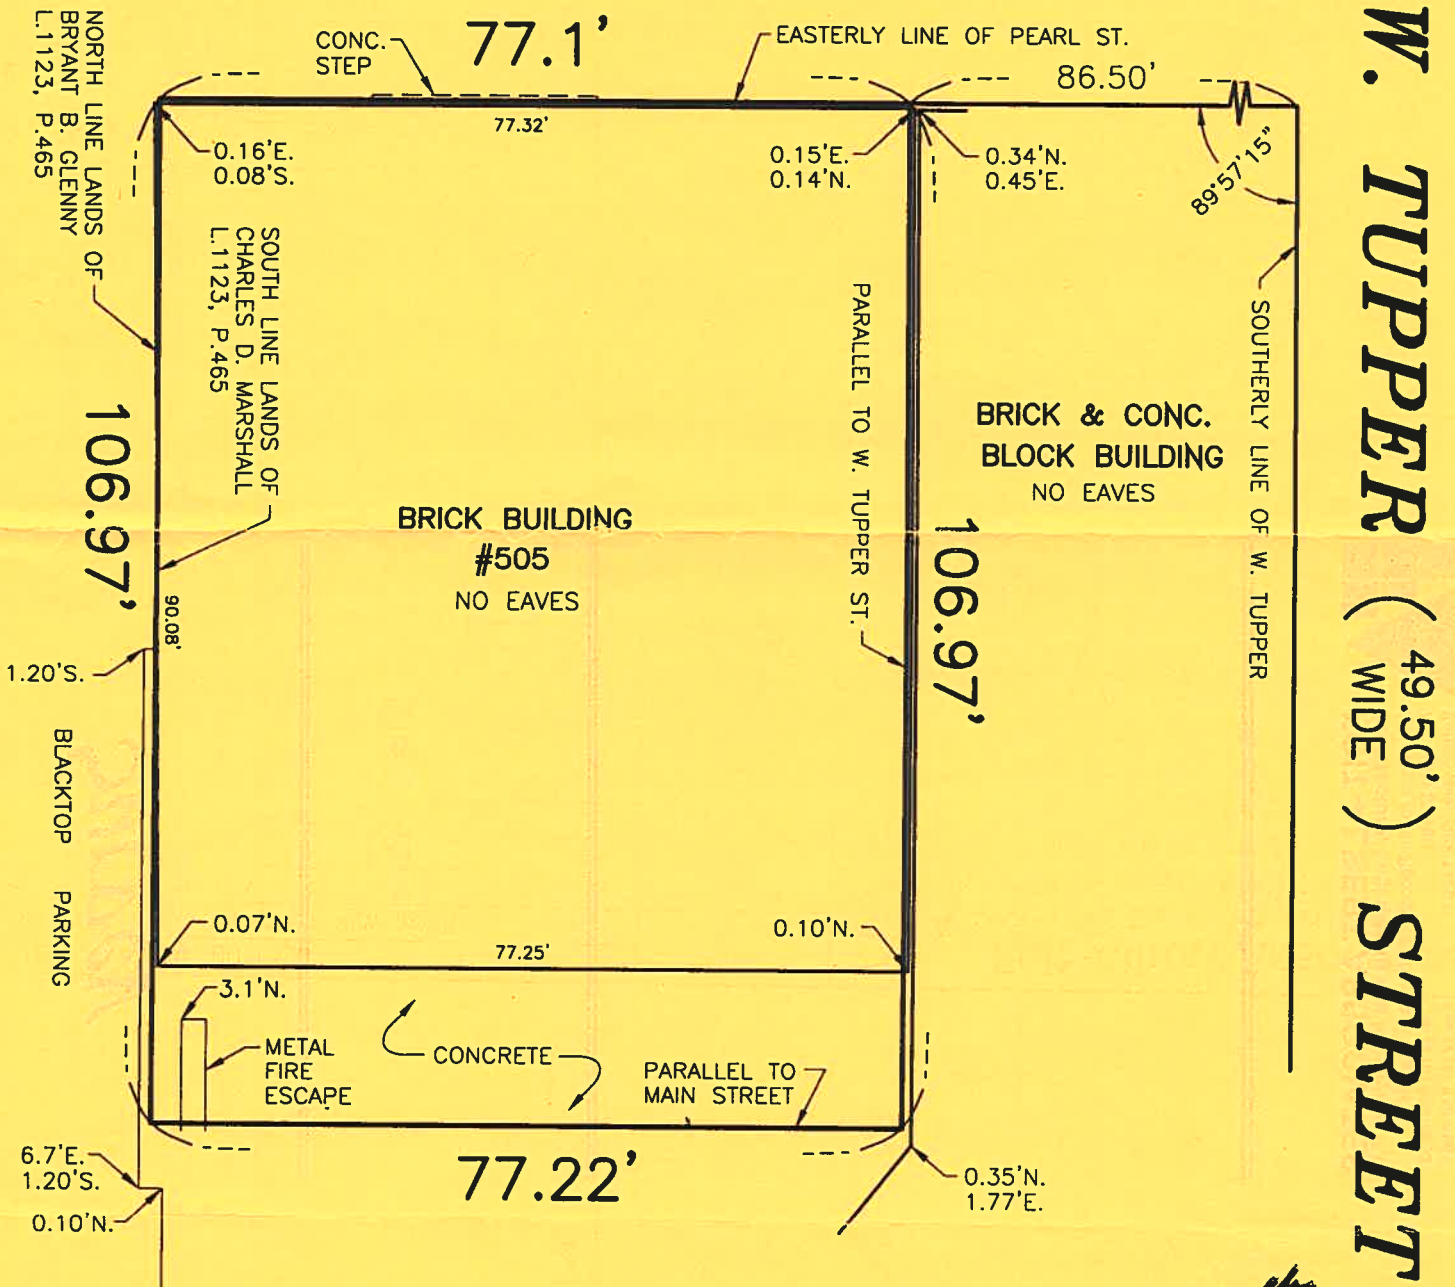 W. TUPPER ( 49.50' WIDE ) STREET
CONC.
STEP
77.1'
EASTERLY LINE OF PEARL ST.
86.50'
77.32'
89°57'15"
0.16'E.
0.08'S.
0.15'E.
0.14'N.
0.34'N.
0.45'E.
NORTH LINE LANDS OF
BRYANT B. GLENNY
L.1123, P.465
SOUTH LINE LANDS OF
CHARLES D. MARSHALL
L.1123, P.465
PARALLEL TO W. TUPPER ST.
SOUTHERLY LINE OF W. TUPPER
BRICK & CONC.
BLOCK BUILDING
NO EAVES
BRICK BUILDING
#505
NO EAVES
106.97'
90.08'
106.97'
1.20'S.
BLACKTOP PARKING
0.07'N.
77.25'
0.10'N.
3.1'N.
METAL
FIRE
ESCAPE
CONCRETE
PARALLEL TO
MAIN STREET
6.7'E.
1.20'S.
0.10'N.
77.22'
0.35'N.
1.77'E.